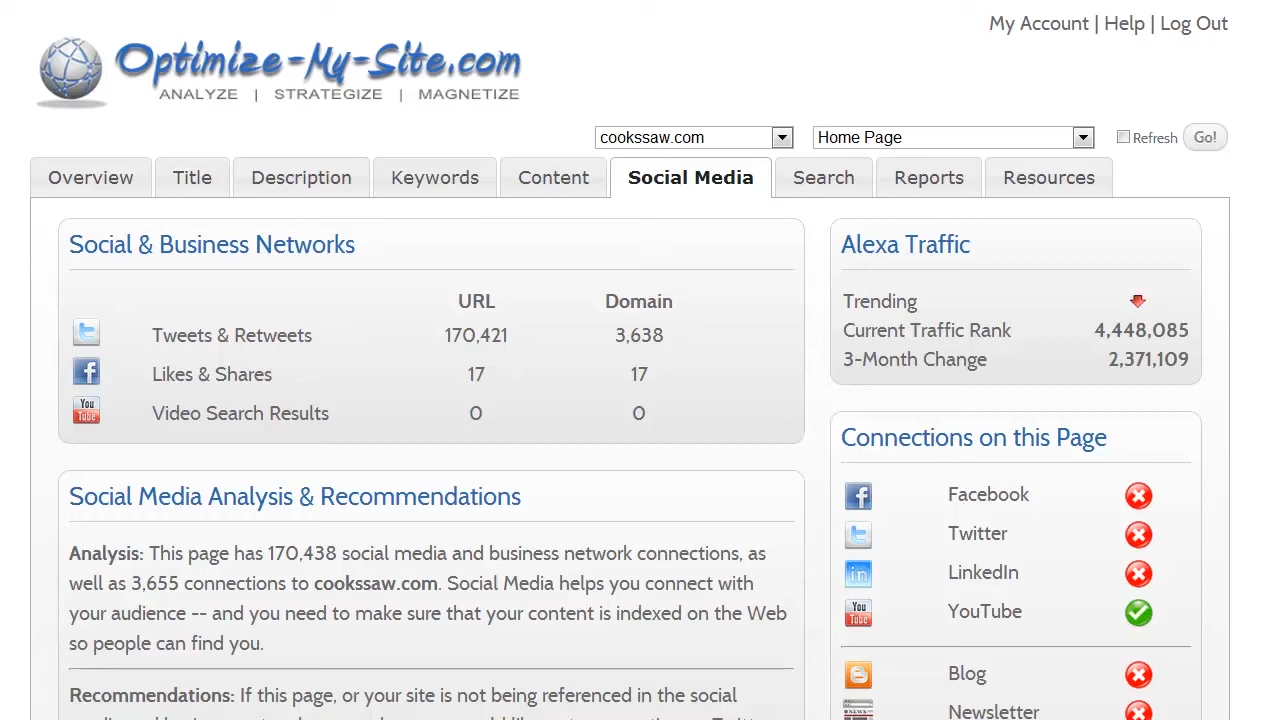 My Account | Help | Log Out
Optimize-My-Site.com
ANALYZE | STRATEGIZE | MAGNETIZE
cookssaw.com
Home Page
Refresh
Go!
Overview
Title
Description
Keywords
Content
Social Media
Search
Reports
Resources
Social & Business Networks
URL Domain
Tweets & Retweets 170,421 3,638
Likes & Shares 17 17
You Tube Video Search Results 0 0
Social Media Analysis & Recommendations
Analysis: This page has 170,438 social media and business network connections, as
well as 3,655 connections to cookssaw.com. Social Media helps you connect with
your audience -- and you need to make sure that your content is indexed on the Web
so people can find you.
Recommendations: If this page, or your site is not being referenced in the social
Alexa Traffic
Trending
Current Traffic Rank 4,448,085
3-Month Change 2,371,109
Connections on this Page
Facebook
Twitter
in LinkedIn
You Tube YouTube
Blog
NEWS Newsletter